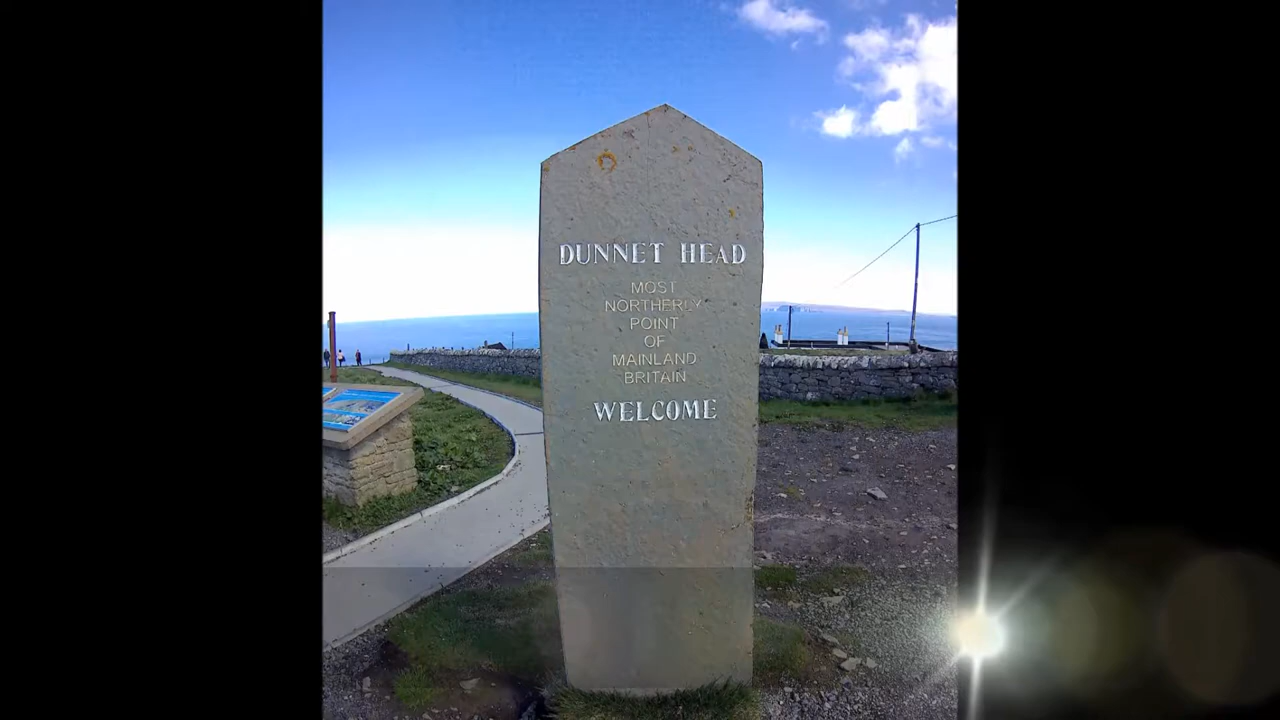 DUNNET HEAD
MOST
NORTHERLY
POINT
OF
MAINLAND
BRITAIN
WELCOME